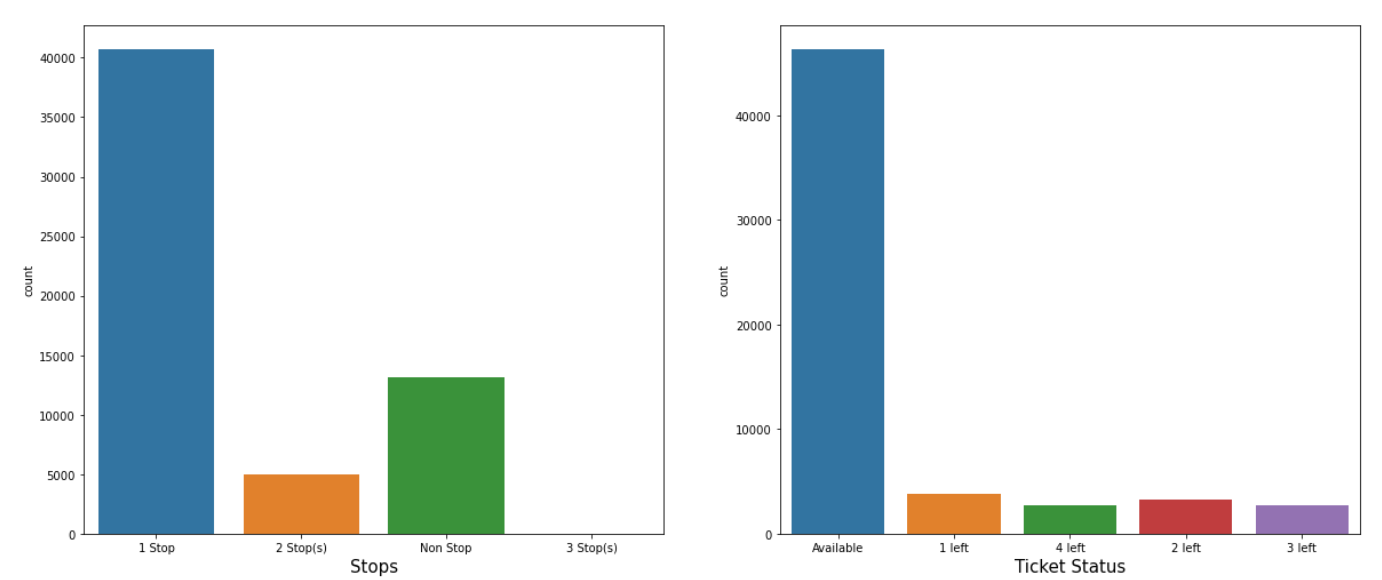 40000
35000
30000
25000
20000
15000
10000
5000
0
count
1 Stop 2 Stop(s) Non Stop 3 Stop(s)
Stops
40000
30000
20000
10000
0
count
Available 1 left 4 left 2 left 3 left
Ticket Status